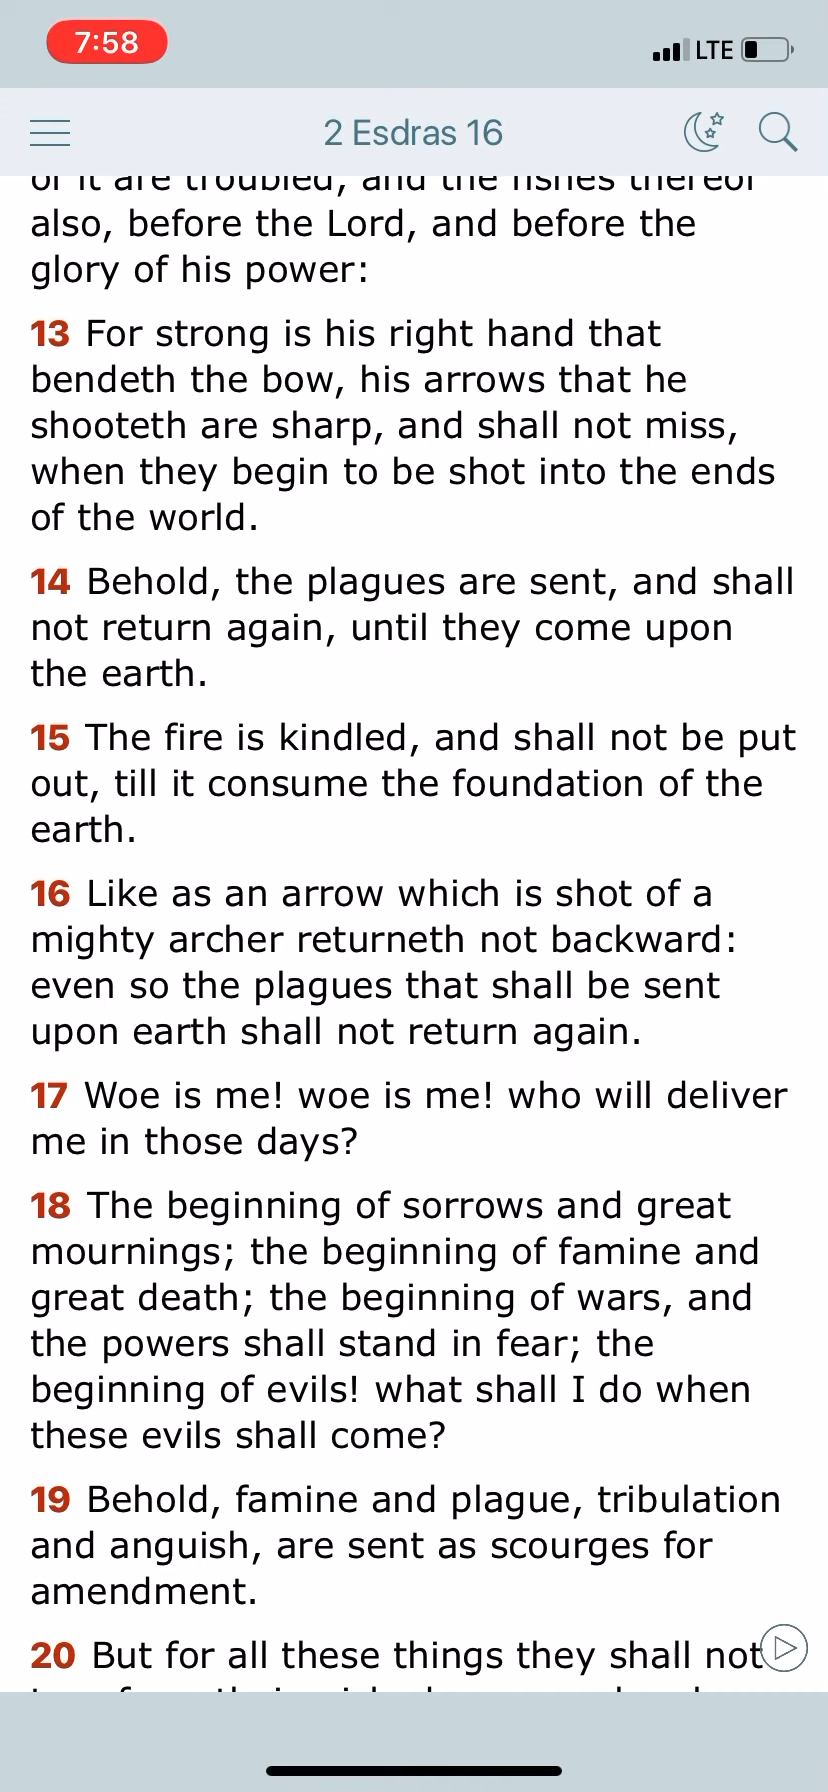 7:58
LTE
2 Esdras 16
of it are troubled, and the fishes thereof
also, before the Lord, and before the
glory of his power:
13 For strong is his right hand that
bendeth the bow, his arrows that he
shooteth are sharp, and shall not miss,
when they begin to be shot into the ends
of the world.
14 Behold, the plagues are sent, and shall
not return again, until they come upon
the earth.
15 The fire is kindled, and shall not be put
out, till it consume the foundation of the
earth.
16 Like as an arrow which is shot of a
mighty archer returneth not backward:
even so the plagues that shall be sent
upon earth shall not return again.
17 Woe is me! woe is me! who will deliver
me in those days?
18 The beginning of sorrows and great
mournings; the beginning of famine and
great death; the beginning of wars, and
the powers shall stand in fear; the
beginning of evils! what shall I do when
these evils shall come?
19 Behold, famine and plague, tribulation
and anguish, are sent as scourges for
amendment.
20 But for all these things they shall not